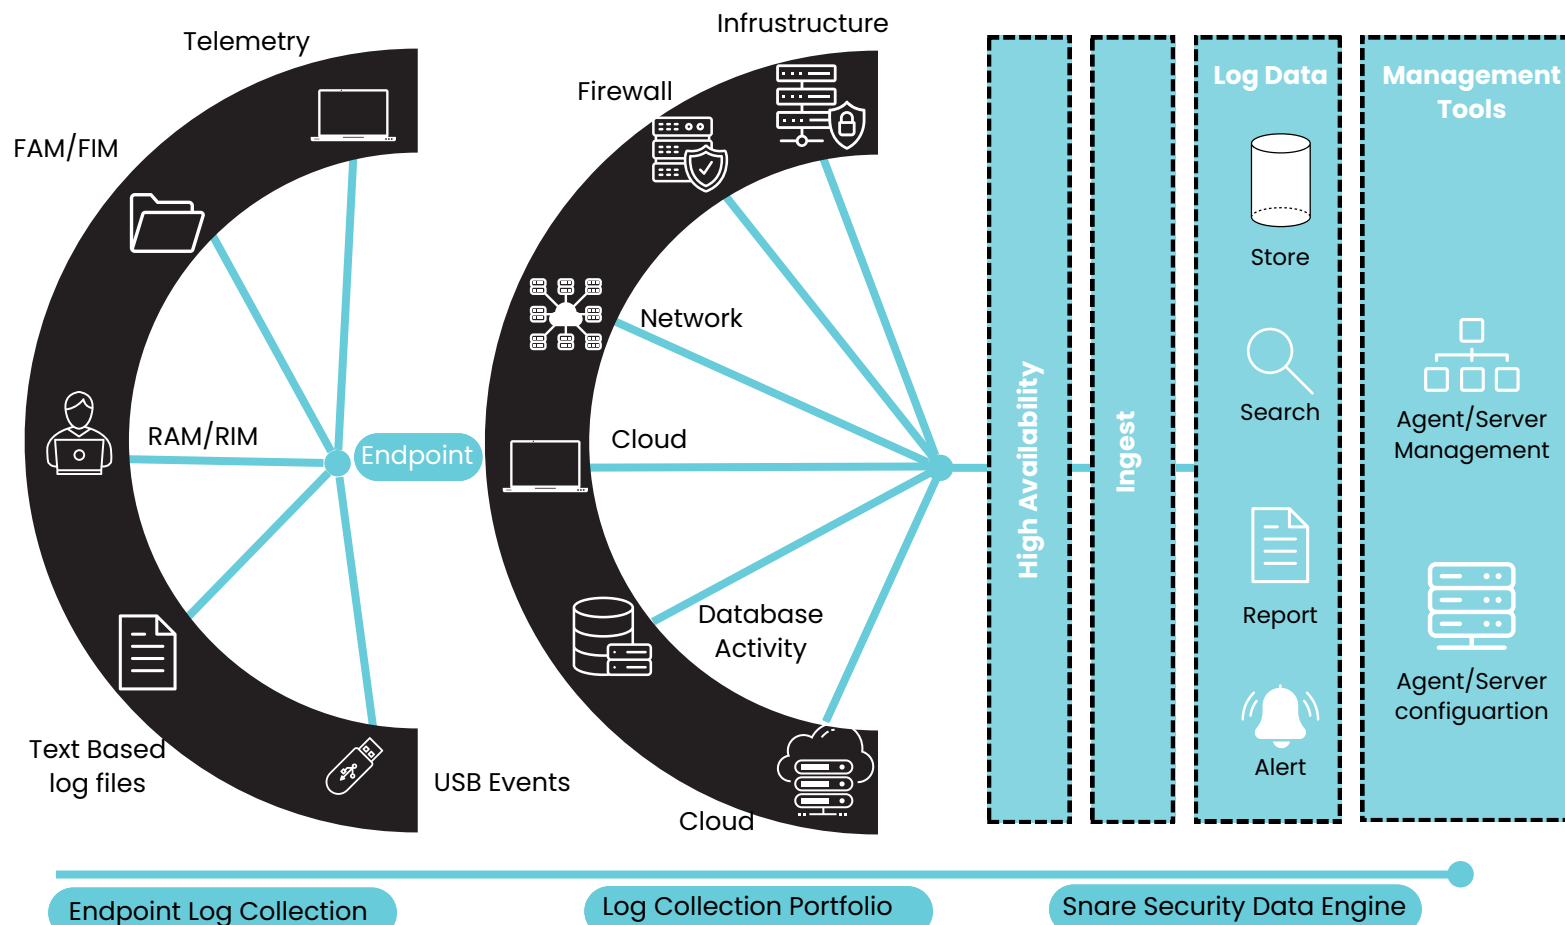 Telemetry
FAM/FIM
RAM/RIM
Endpoint
Text Based
log files
USB Events
Infrustructure
Firewall
Network
Cloud
Database
Activity
Cloud
High Availability
Ingest
Log Data
Store
Search
Report
Alert
Management
Tools
Agent/Server
Management
Agent/Server
configuartion
Endpoint Log Collection
Log Collection Portfolio
Snare Security Data Engine